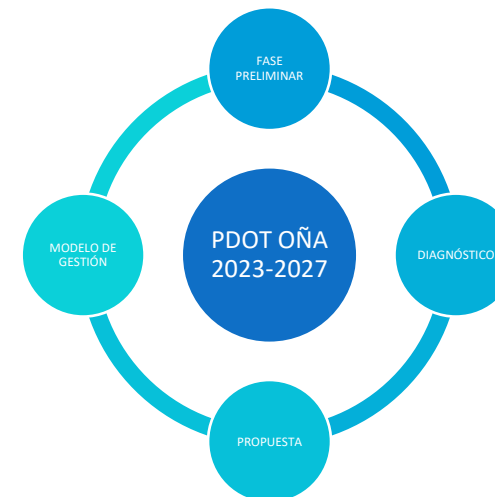 FASE
PRELIMINAR
MODELO DE
GESTIÓN
PDOT OÑA
2023-2027
DIAGNÓSTICO
PROPUESTA